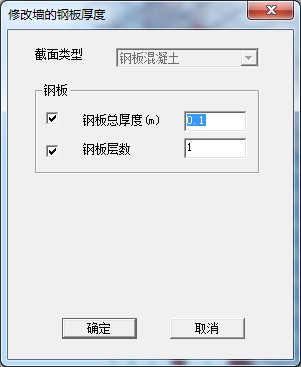 修改墙的钢板厚度
截面类型 钢板混凝土
钢板
钢板总厚度(m) 0.1
钢板层数 1
确定 取消